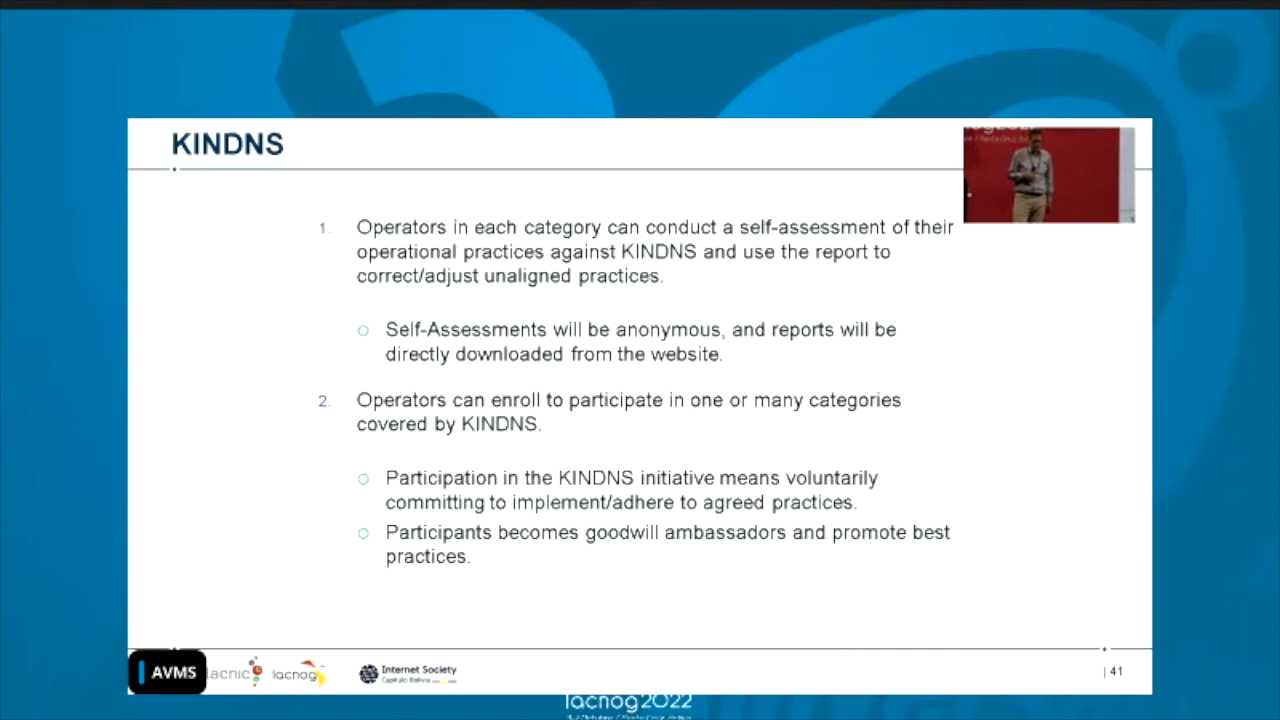 KINDNS
1. Operators in each category can conduct a self-assessment of their
operational practices against KINDNS and use the report to
correct/adjust unaligned practices.
Self-Assessments will be anonymous, and reports will be
directly downloaded from the website.
2. Operators can enroll to participate in one or many categories
covered by KINDNS.
Participation in the KINDNS initiative means voluntarily
committing to implement/adhere to agreed practices.
Participants becomes goodwill ambassadors and promote best
practices.
AVMS
lacnic
lacnog
Internet Society
Capítulo Bolivia
41
lacnog2022